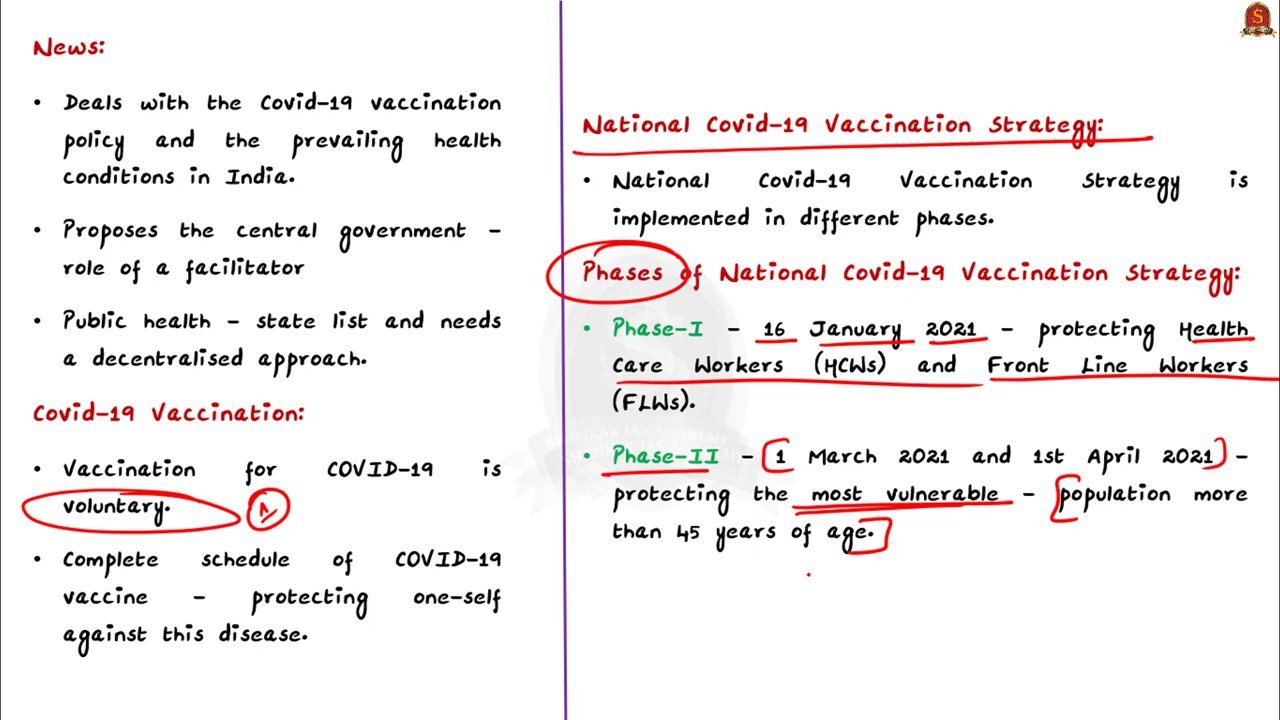 News:
• Deals with the Covid-19 vaccination
policy and the prevailing health
conditions in India.
• Proposes the central government -
role of a facilitator
• Public health - state list and needs
a decentralised approach.
Covid-19 Vaccination:
• Vaccination for COVID-19 is
voluntary.
• Complete schedule of COVID-19
vaccine - protecting one-self
against this disease.
National Covid-19 Vaccination Strategy:
• National Covid-19 Vaccination Strategy is
implemented in different phases.
Phases of National Covid-19 Vaccination Strategy:
• Phase-I - 16 January 2021 - protecting Health
Care Workers (HCWs) and Front Line Workers
(FLWs).
• Phase-II - 1 March 2021 and 1st April 2021 -
protecting the most vulnerable - population more
than 45 years of age.
SHANKAR IAS ACADEMY